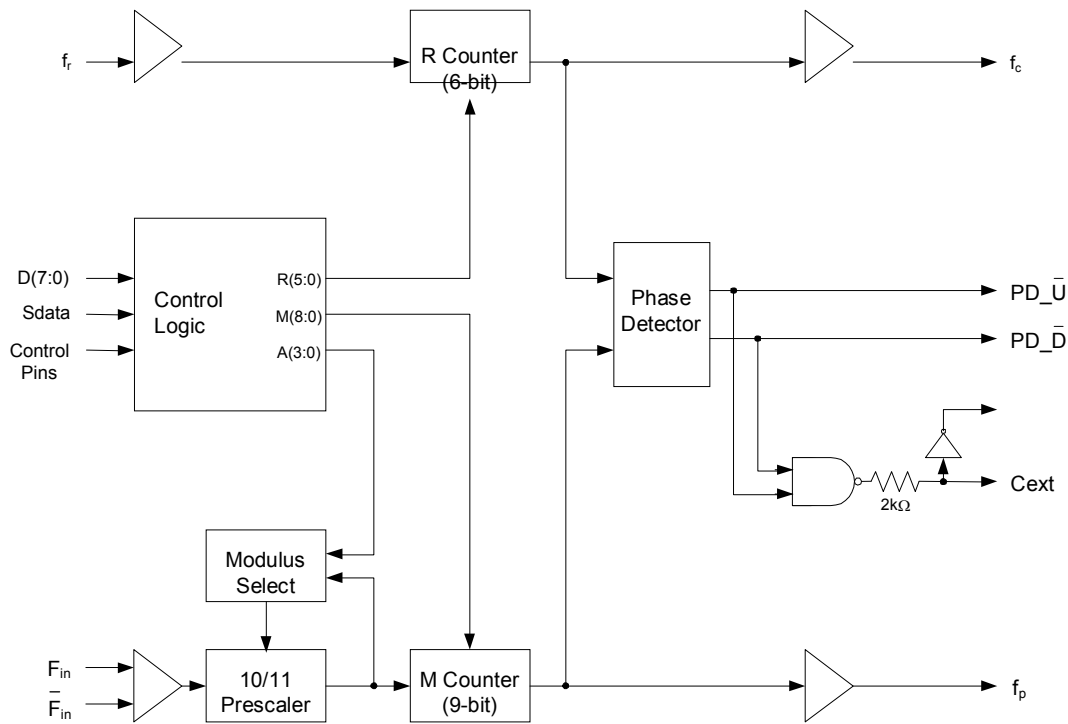 fr
R Counter
(6-bit)
fc
D(7:0)
Sdata
Control
Pins
Control
Logic
R(5:0)
M(8:0)
A(3:0)
Phase
Detector
PD_U̅
PD_D̅
2kΩ
Cext
Modulus
Select
Fin
F̅in
10/11
Prescaler
M Counter
(9-bit)
fp